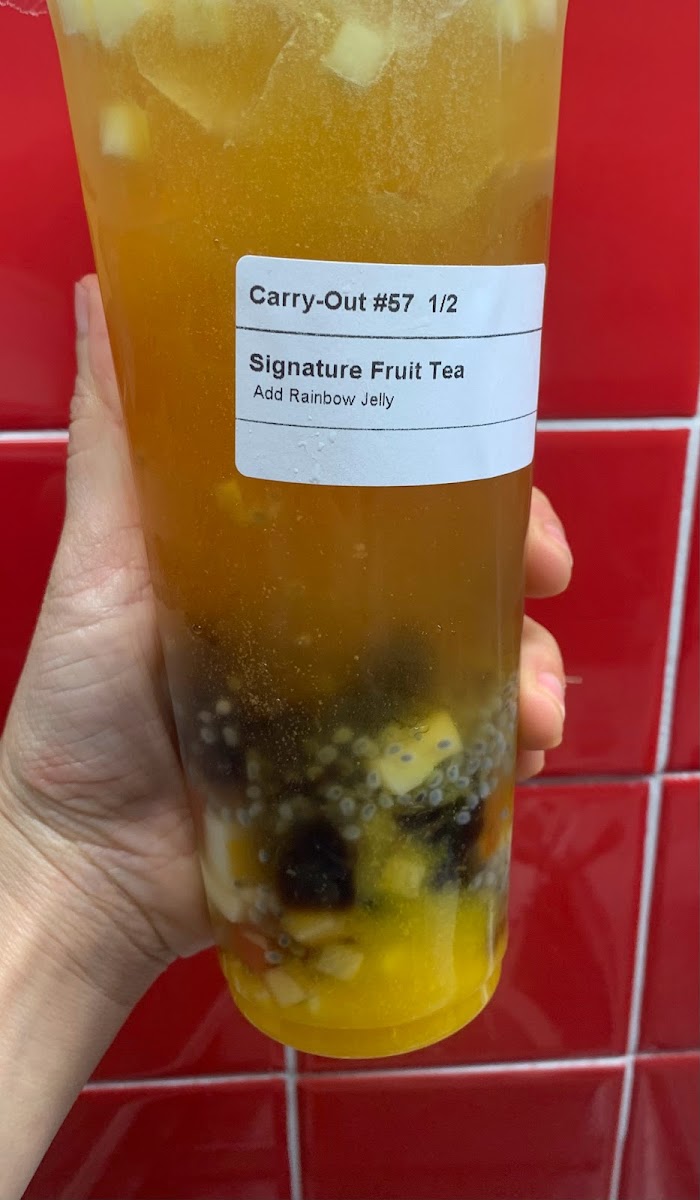 Carry-Out #57 1/2
Signature Fruit Tea
Add Rainbow Jelly